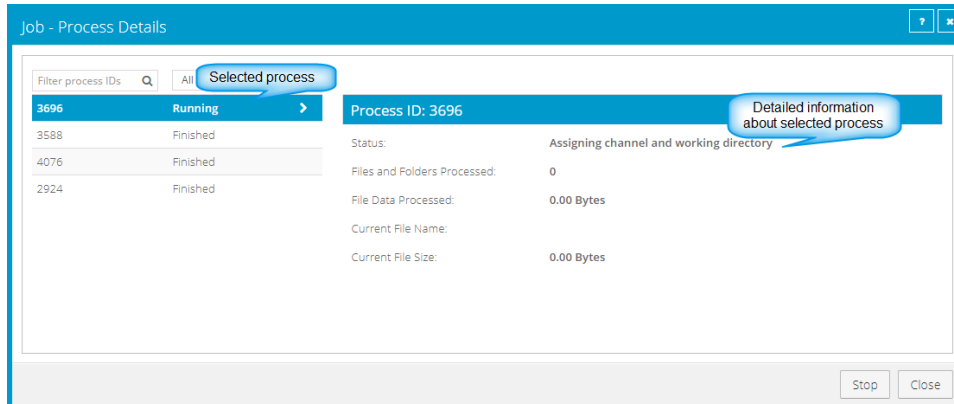 Job - Process Details
? x
Filter process IDs All
Selected process
3696 Running
3588 Finished
4076 Finished
2924 Finished
Process ID: 3696
Detailed information
about selected process
Status: Assigning channel and working directory
Files and Folders Processed: 0
File Data Processed: 0.00 Bytes
Current File Name:
Current File Size: 0.00 Bytes
Stop Close